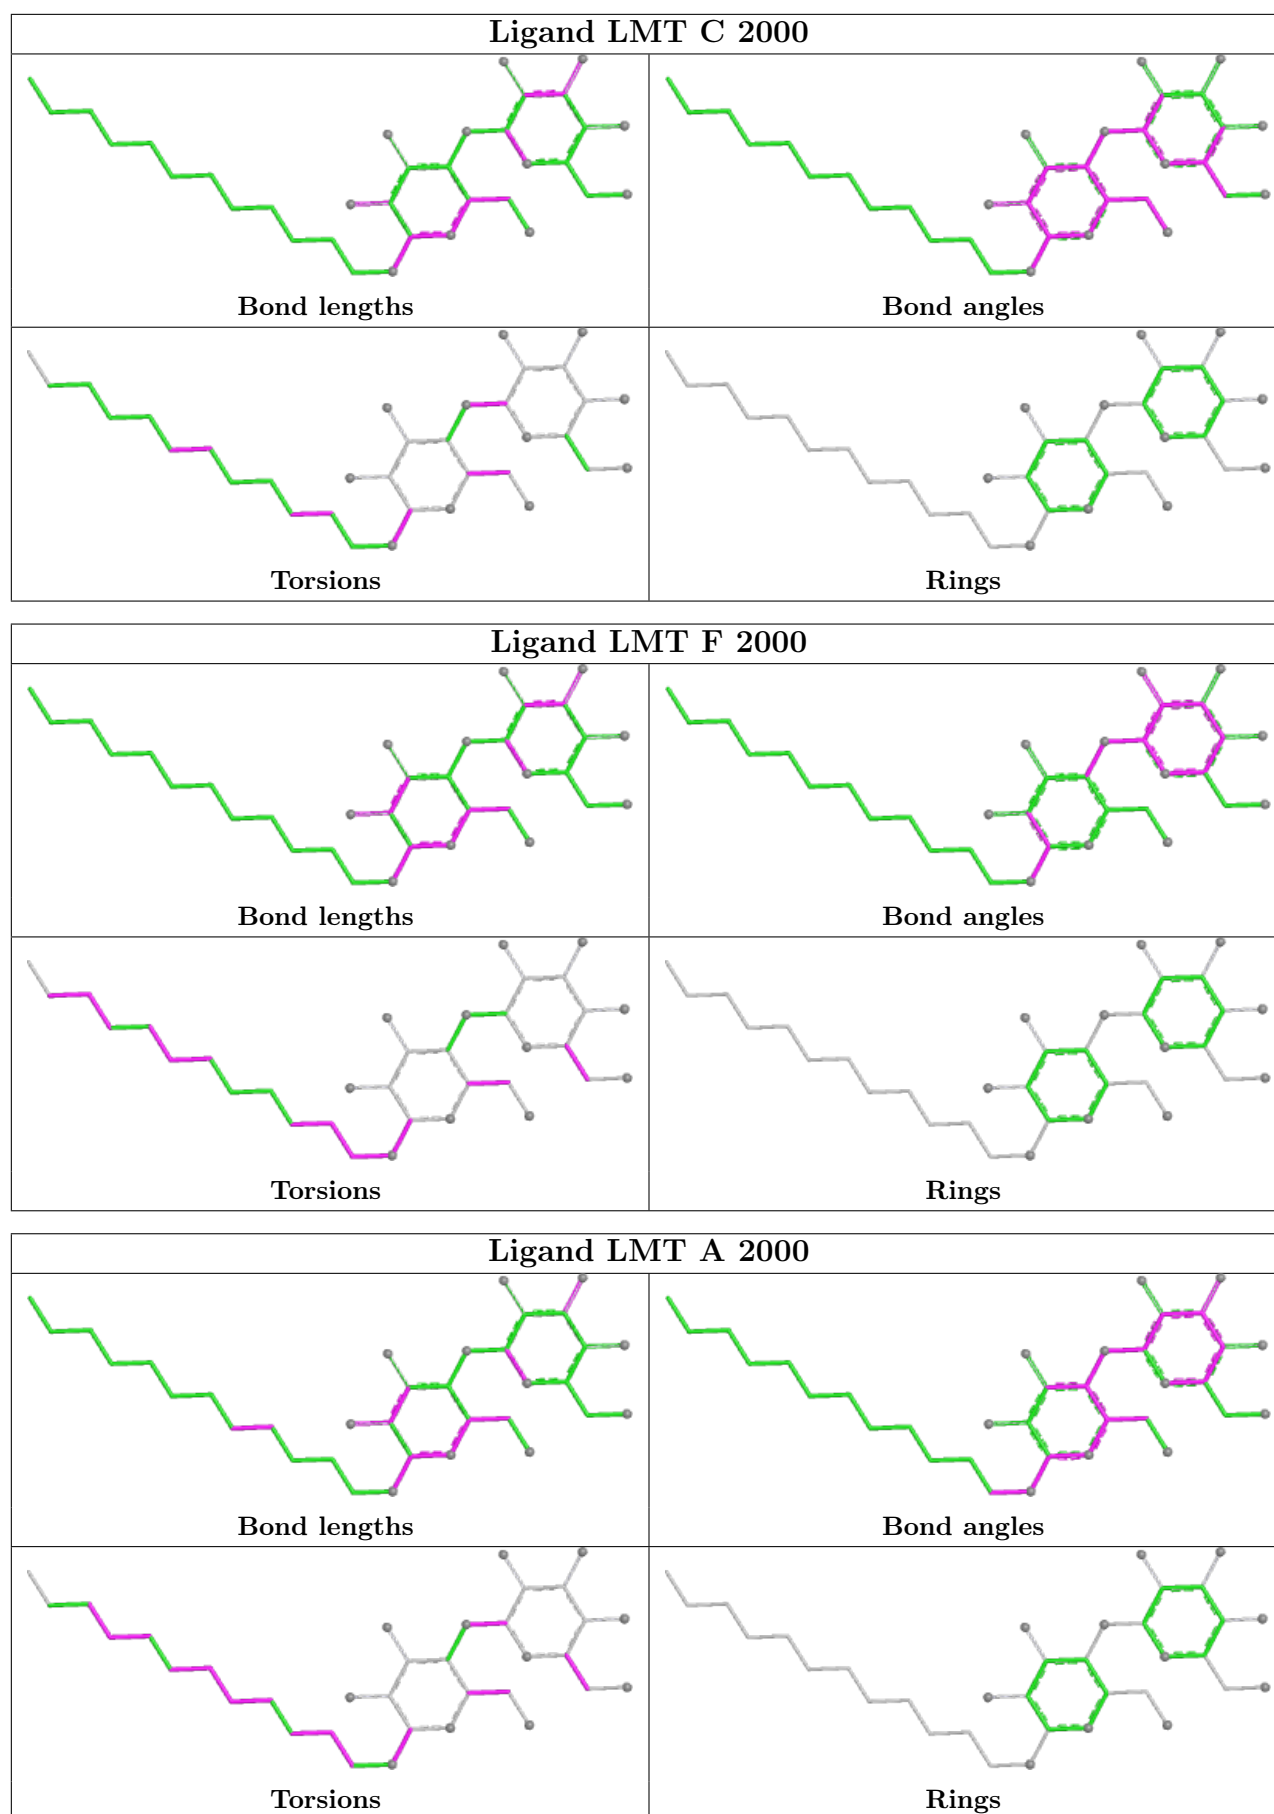 Ligand LMT C 2000
Bond lengths
Bond angles
Torsions
Rings
Ligand LMT F 2000
Bond lengths
Bond angles
Torsions
Rings
Ligand LMT A 2000
Bond lengths
Bond angles
Torsions
Rings